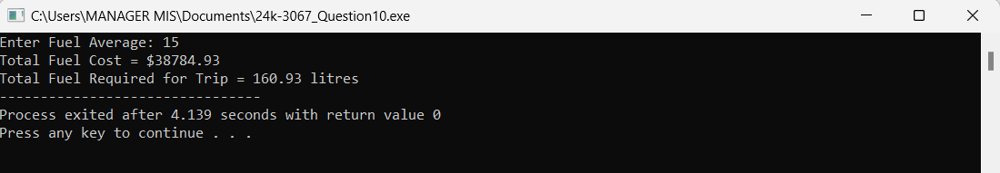 C:\Users\MANAGER MIS\Documents\24k-3067_Question10.exe
Enter Fuel Average: 15
Total Fuel Cost = $38784.93
Total Fuel Required for Trip = 160.93 litres
--------------------------------
Process exited after 4.139 seconds with return value 0
Press any key to continue . . .